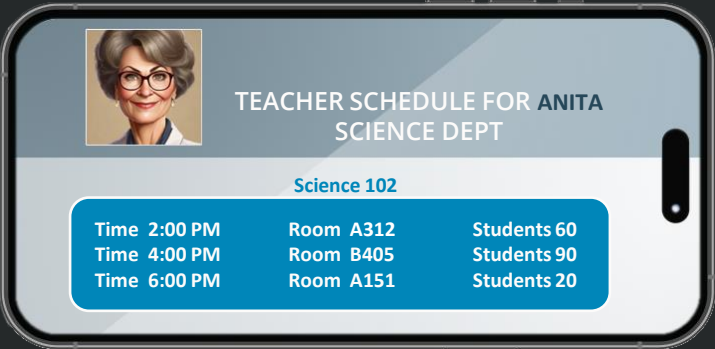 TEACHER SCHEDULE FOR ANITA
SCIENCE DEPT
Science 102
Time 2:00 PM Room A312 Students 60
Time 4:00 PM Room B405 Students 90
Time 6:00 PM Room A151 Students 20